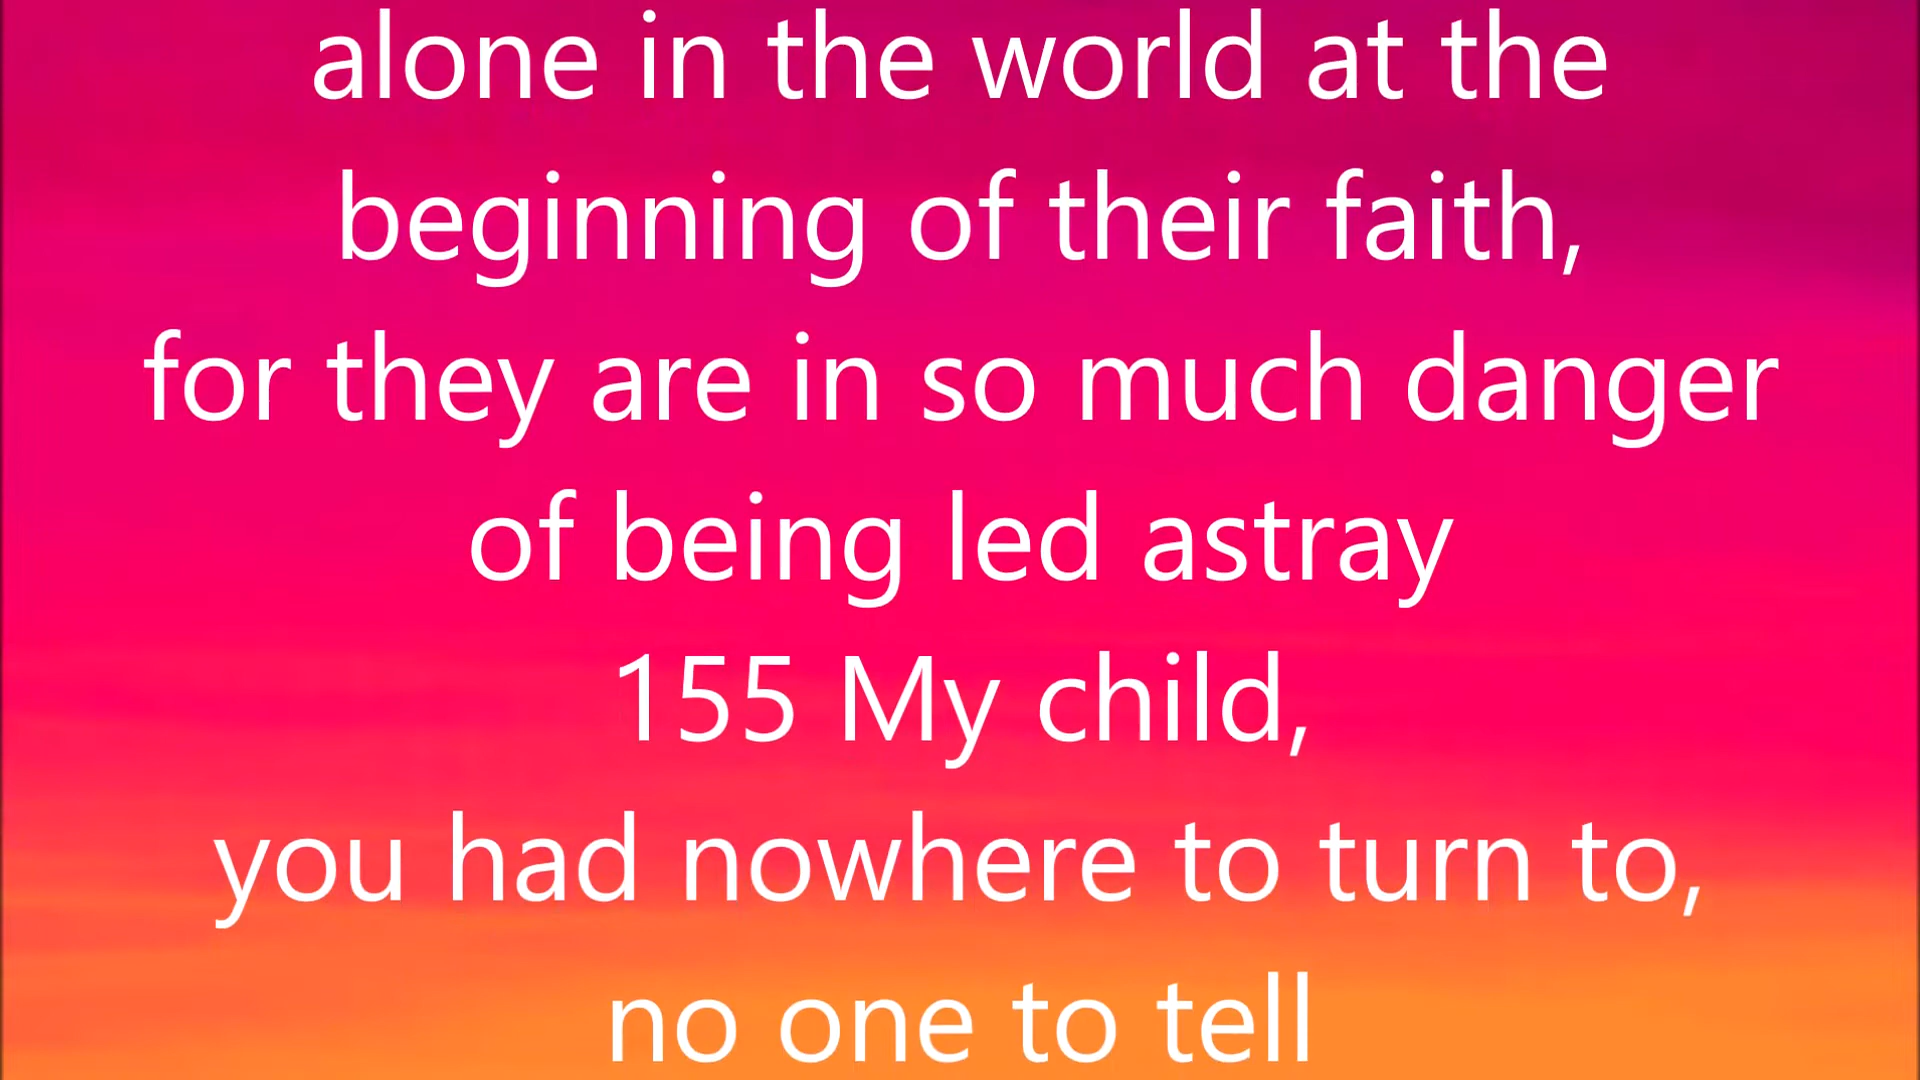 alone in the world at the
beginning of their faith,
for they are in so much danger
of being led astray
155 My child,
you had nowhere to turn to,
no one to tell